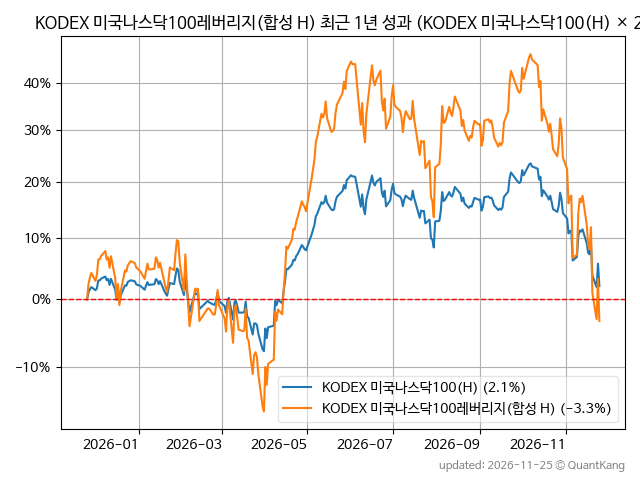 KODEX 미국나스닥100레버리지(합성 H) 최근 1년 성과 (KODEX 미국나스닥100(H) × 2
40%
30%
20%
10%
0%
−10%
KODEX 미국나스닥100(H) (2.1%)
KODEX 미국나스닥100레버리지(합성 H) (−3.3%)
2026-01 2026-03 2026-05 2026-07 2026-09 2026-11
updated: 2026-11-25 © QuantKang